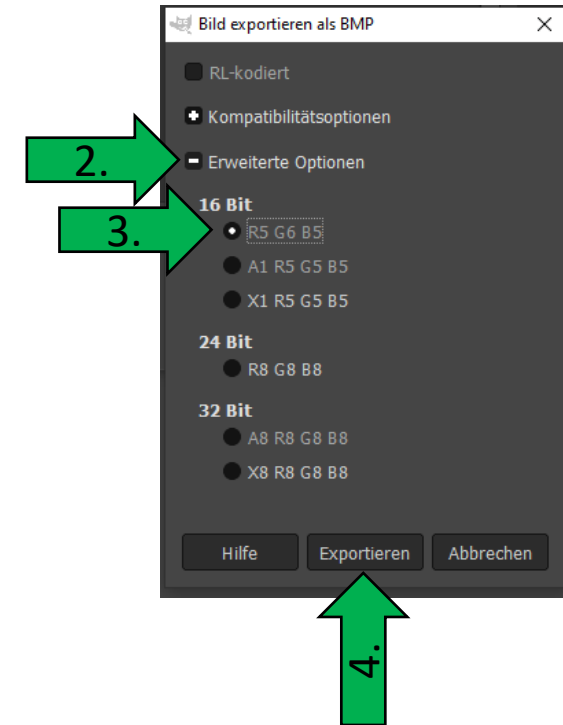 Bild exportieren als BMP
RL-kodiert
Kompatibilitätsoptionen
2.
Erweiterte Optionen
16 Bit
3.
R5 G6 B5
A1 R5 G5 B5
X1 R5 G5 B5
24 Bit
R8 G8 B8
32 Bit
A8 R8 G8 B8
X8 R8 G8 B8
Hilfe Exportieren Abbrechen
4.